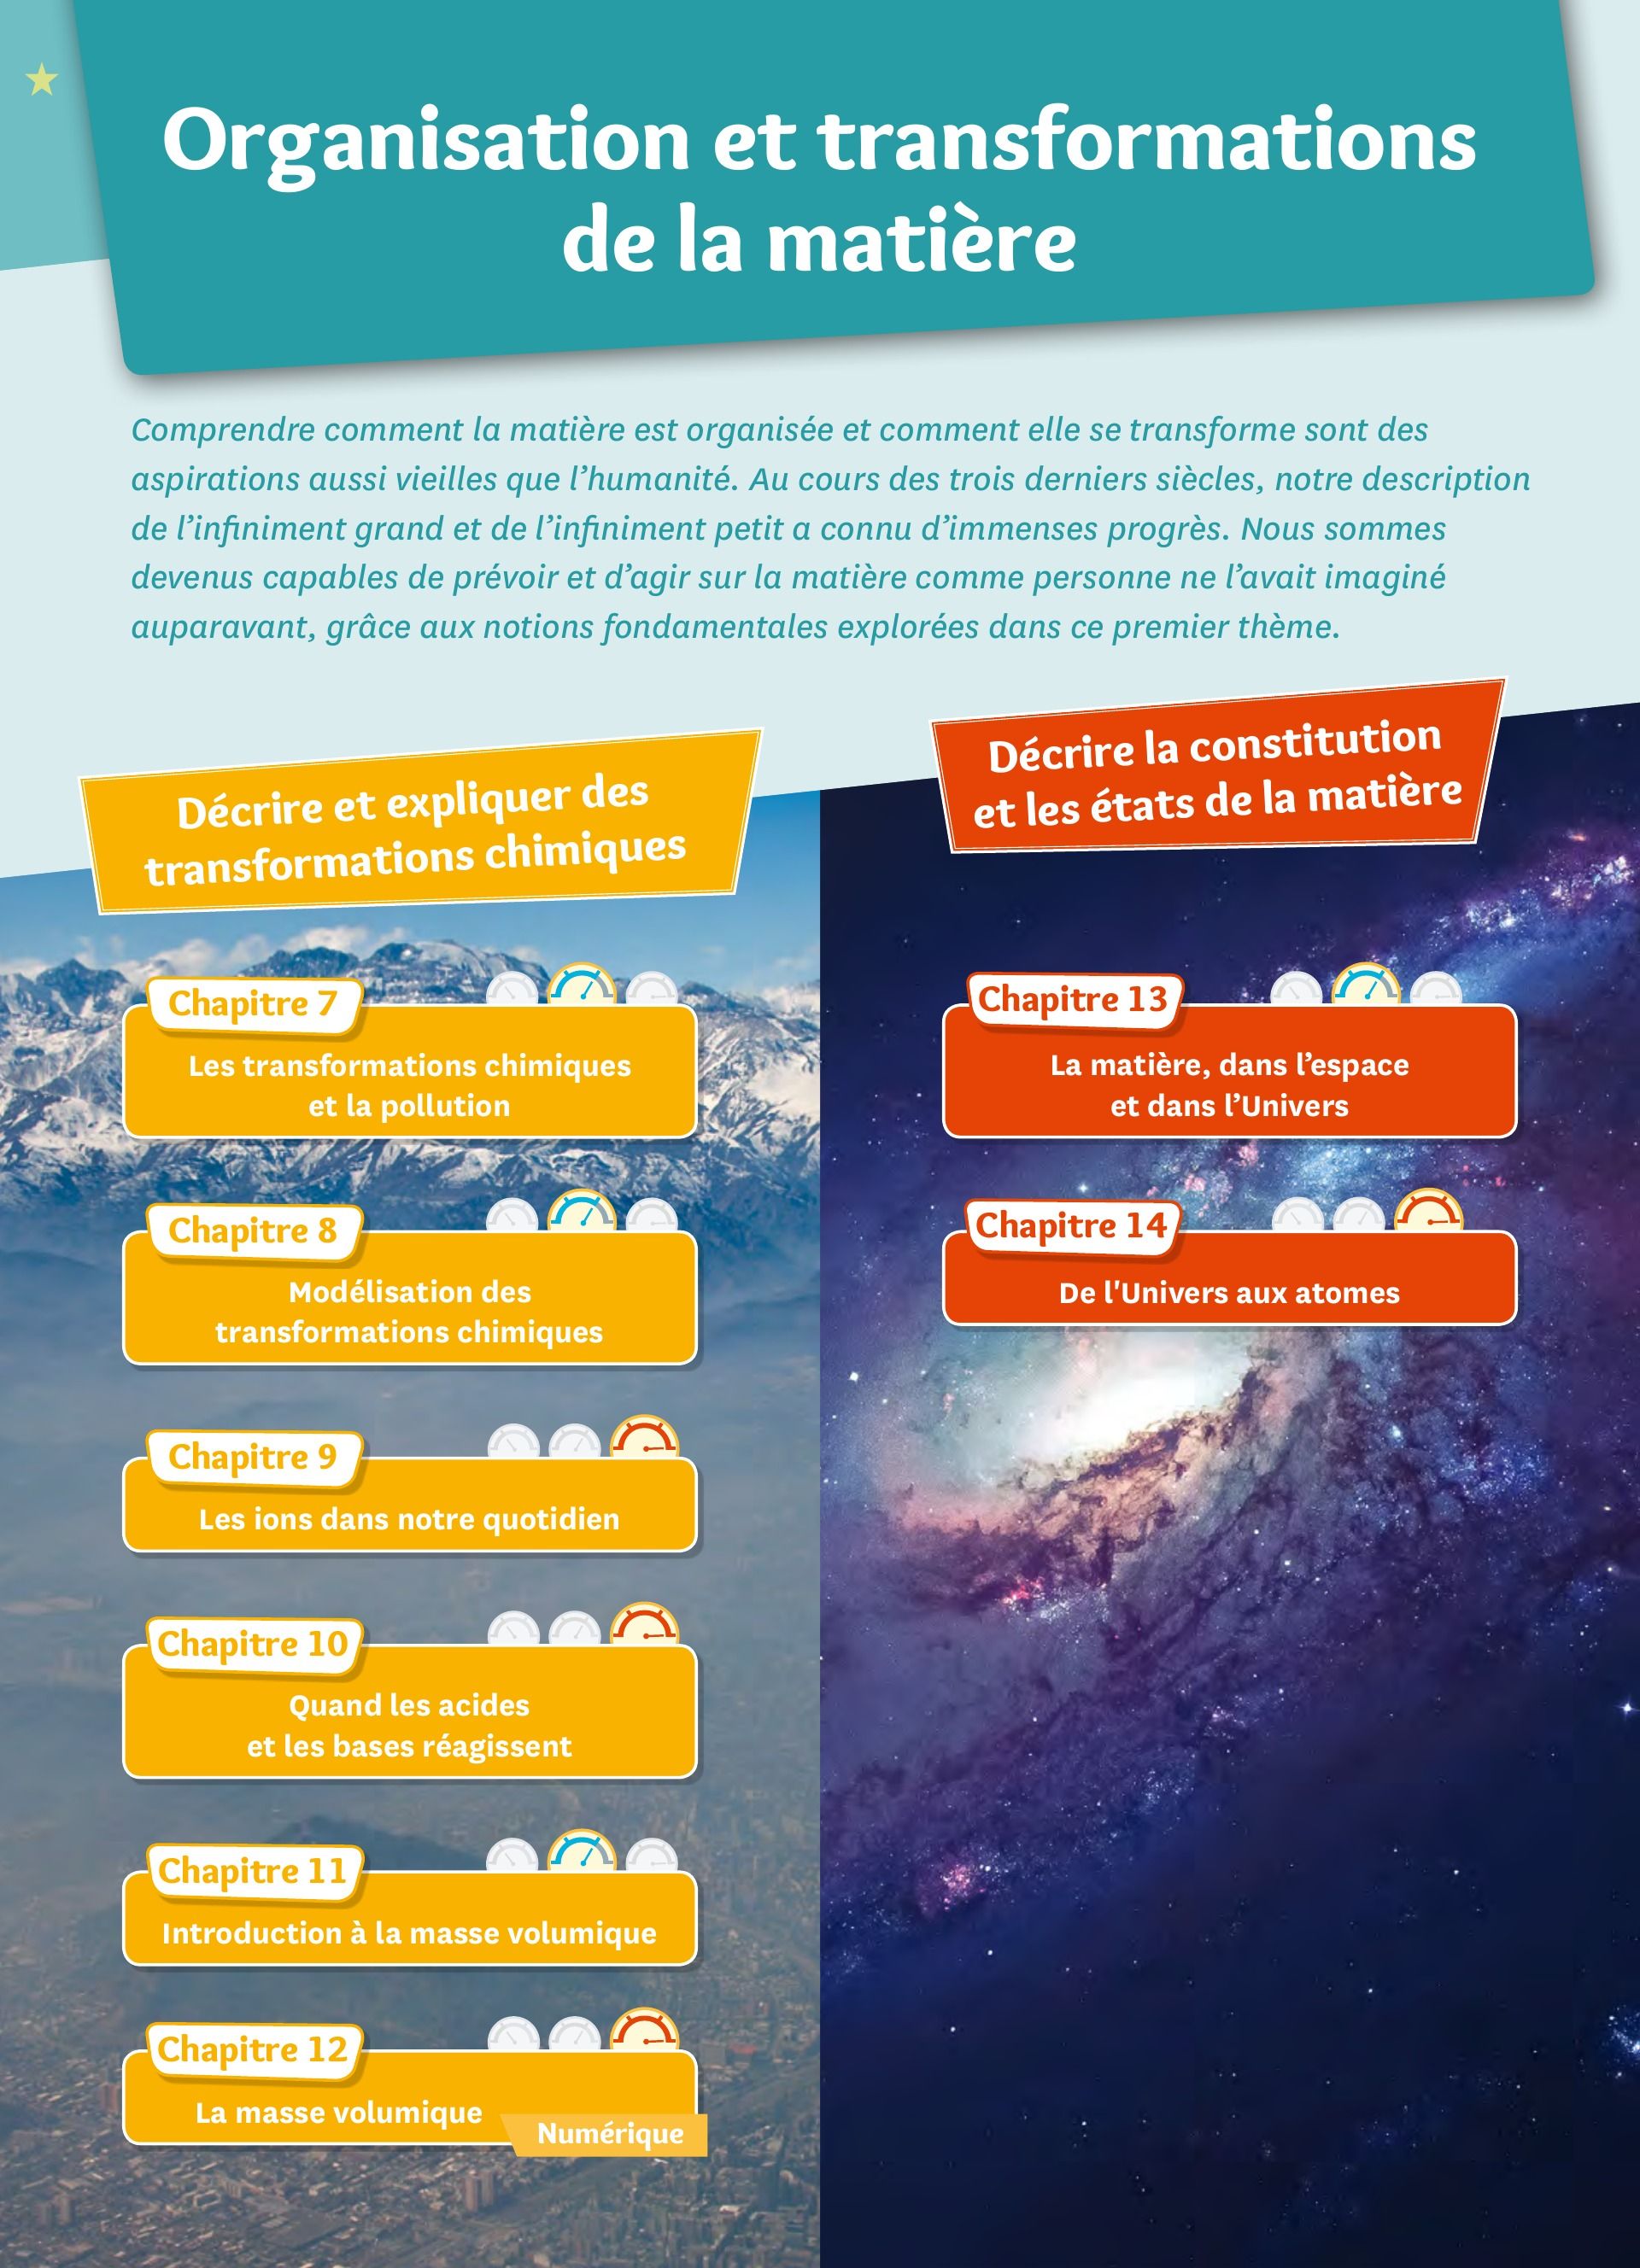 Organisation et transformations
de la matière
Comprendre comment la matière est organisée et comment elle se transforme sont des
aspirations aussi vieilles que l’humanité. Au cours des trois derniers siècles, notre description
de l’infiniment grand et de l’infiniment petit a connu d’immenses progrès. Nous sommes
devenus capables de prévoir et d’agir sur la matière comme personne ne l’avait imaginé
auparavant, grâce aux notions fondamentales explorées dans ce premier thème.
Décrire et expliquer des
transformations chimiques
Chapitre 7
Les transformations chimiques
et la pollution
Chapitre 8
Modélisation des
transformations chimiques
Chapitre 9
Les ions dans notre quotidien
Chapitre 10
Quand les acides
et les bases réagissent
Chapitre 11
Introduction à la masse volumique
Chapitre 12
La masse volumique
Numérique
Décrire la constitution
et les états de la matière
Chapitre 13
La matière, dans l’espace
et dans l’Univers
Chapitre 14
De l'Univers aux atomes